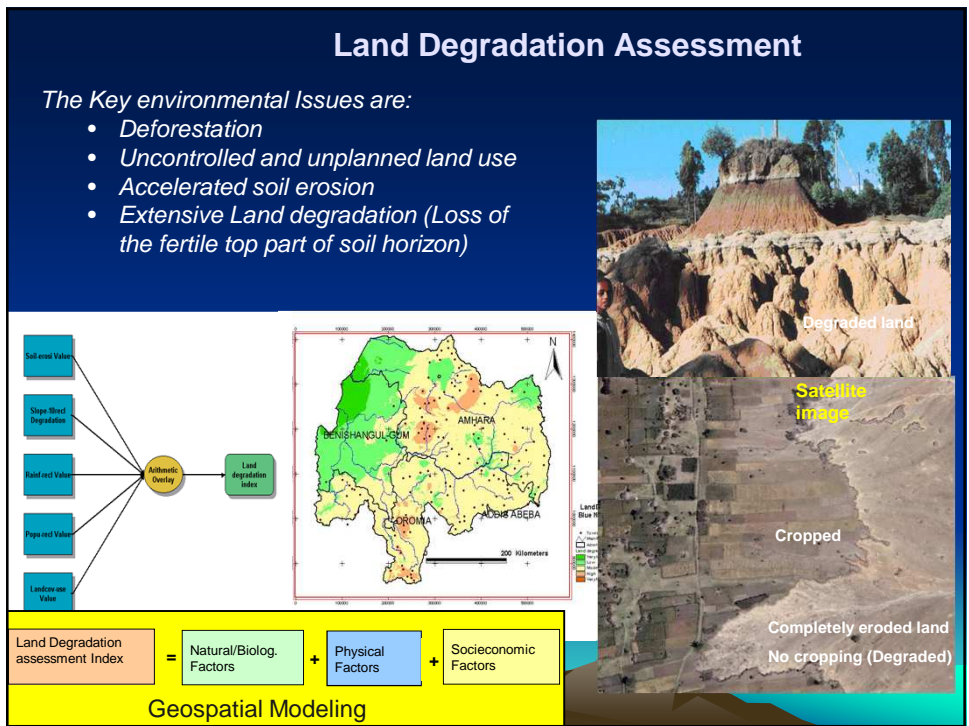 Land Degradation Assessment
The Key environmental Issues are:
• Deforestation
• Uncontrolled and unplanned land use
• Accelerated soil erosion
• Extensive Land degradation (Loss of
the fertile top part of soil horizon)
Degraded land
Satellite
image
Cropped
Completely eroded land
No cropping (Degraded)
Soil-erosi Value
Slope-filrecl
Degradation
Rainf-recl Value
Popu-recl Value
Landcov-use
Value
Arithmetic
Overlay
Land
degradation
index
N
BENISHANGUL-GUM
AMHARA
OROMIA
ADDIS ABEBA
200 Kilometers
Land Degradation
assessment Index
=
Natural/Biolog.
Factors
+
Physical
Factors
+
Socieconomic
Factors
Geospatial Modeling